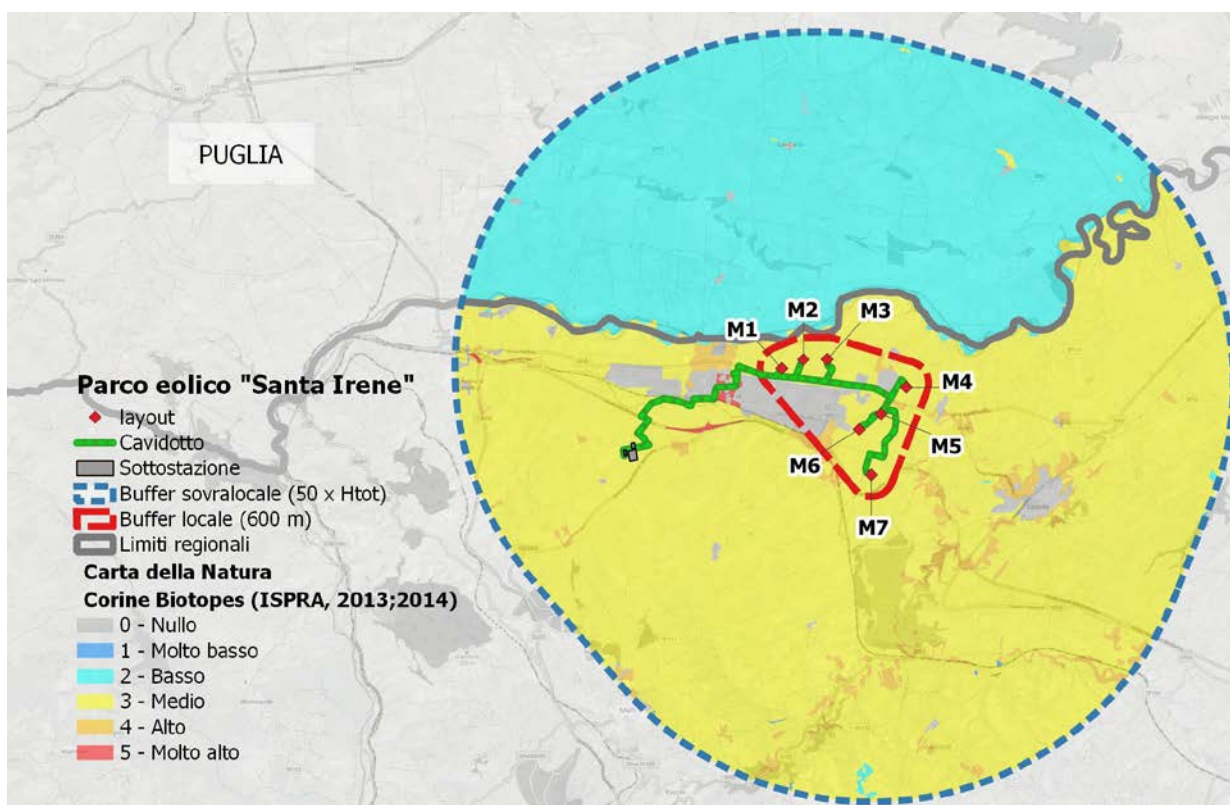 PUGLIA
M1
M2
M3
M4
M5
M6
M7
Parco eolico "Santa Irene"
layout
Cavidotto
Sottostazione
Buffer sovralocale (50 x Htot)
Buffer locale (600 m)
Limiti regionali
Carta della Natura
Corine Biotopes (ISPRA, 2013;2014)
0 - Nullo
1 - Molto basso
2 - Basso
3 - Medio
4 - Alto
5 - Molto alto